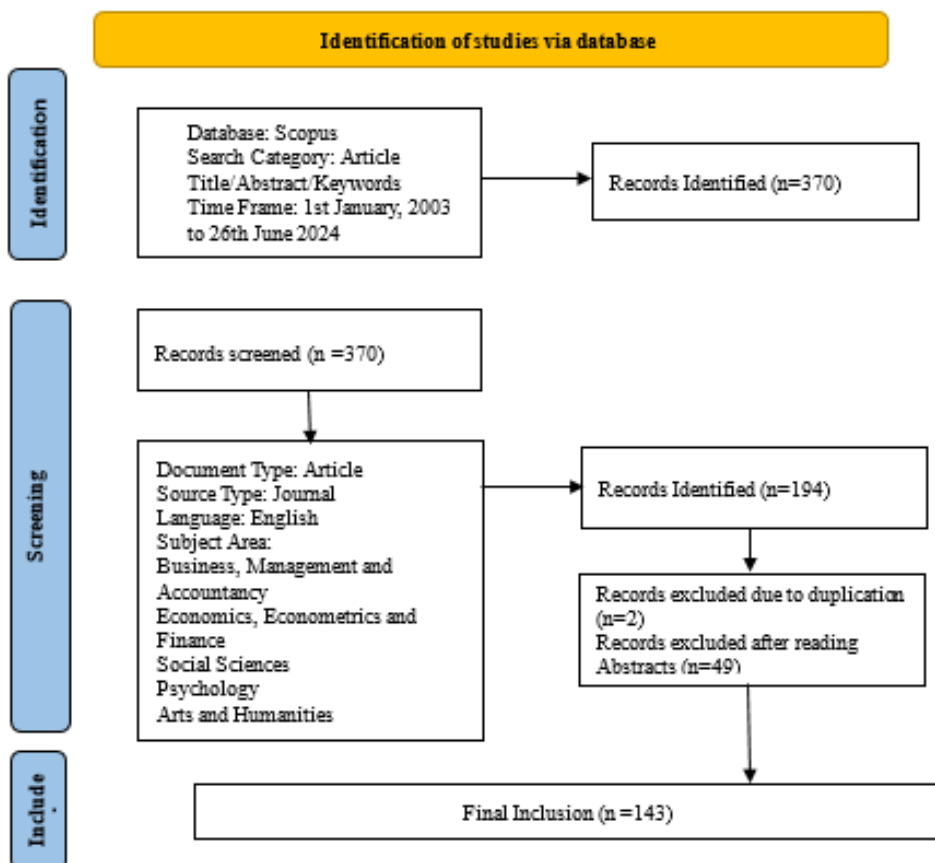 Identification of studies via database
Identification
Database: Scopus
Search Category: Article
Title/Abstract/Keywords
Time Frame: 1st January, 2003
to 26th June 2024
Records Identified (n=370)
Screening
Records screened (n =370)
Document Type: Article
Source Type: Journal
Language: English
Subject Area:
Business, Management and
Accountancy
Economics, Econometrics and
Finance
Social Sciences
Psychology
Arts and Humanities
Records Identified (n=194)
Records excluded due to duplication
(n=2)
Records excluded after reading
Abstracts (n=49)
Include
Final Inclusion (n =143)